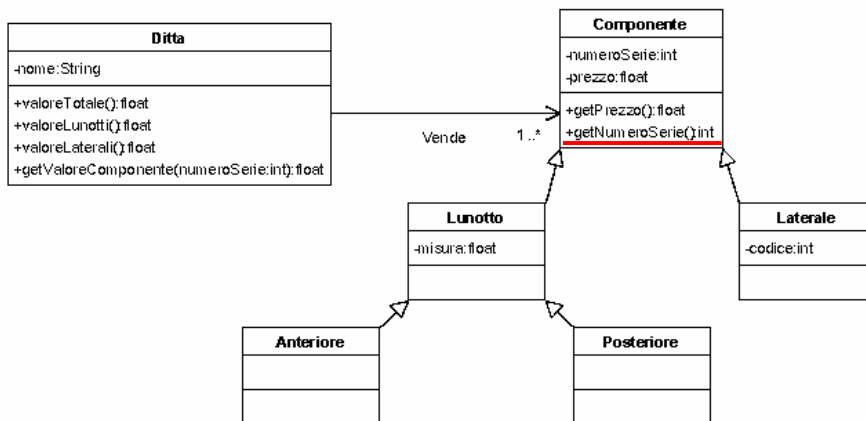 Ditta
-nome:String
+valoreTotale():float
+valoreLunotti():float
+valoreLaterali():float
+getValoreComponente(numeroSerie:int):float
Vende
1..*
Componente
-numeroSerie:int
-prezzo:float
+getPrezzo():float
+getNumeroSerie():int
Lunotto
-misura:float
Laterale
-codice:int
Anteriore
Posteriore